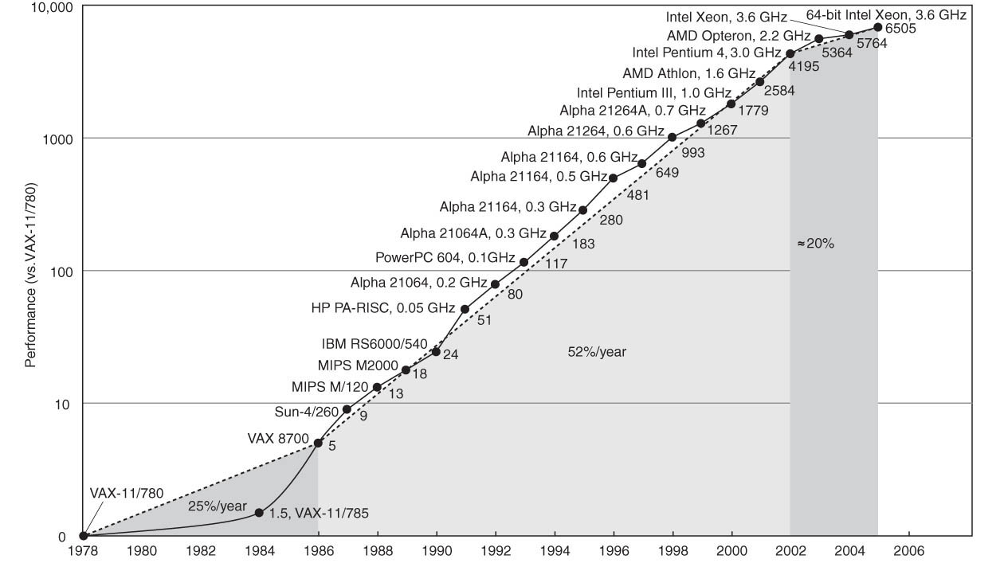 10,000
1000
100
10
0
Performance (vs.VAX-11/780)
Intel Xeon, 3.6 GHz
64-bit Intel Xeon, 3.6 GHz
6505
AMD Opteron, 2.2 GHz
5764
Intel Pentium 4, 3.0 GHz
5364
4195
AMD Athlon, 1.6 GHz
2584
Intel Pentium III, 1.0 GHz
1779
Alpha 21264A, 0.7 GHz
1267
Alpha 21264, 0.6 GHz
993
Alpha 21164, 0.6 GHz
649
Alpha 21164, 0.5 GHz
481
Alpha 21164, 0.3 GHz
280
Alpha 21064A, 0.3 GHz
183
≈20%
PowerPC 604, 0.1GHz
117
Alpha 21064, 0.2 GHz
80
HP PA-RISC, 0.05 GHz
51
IBM RS6000/540
24
52%/year
MIPS M2000
18
MIPS M/120
13
Sun-4/260
9
VAX 8700
5
VAX-11/780
25%/year
1.5, VAX-11/785
1978 1980 1982 1984 1986 1988 1990 1992 1994 1996 1998 2000 2002 2004 2006